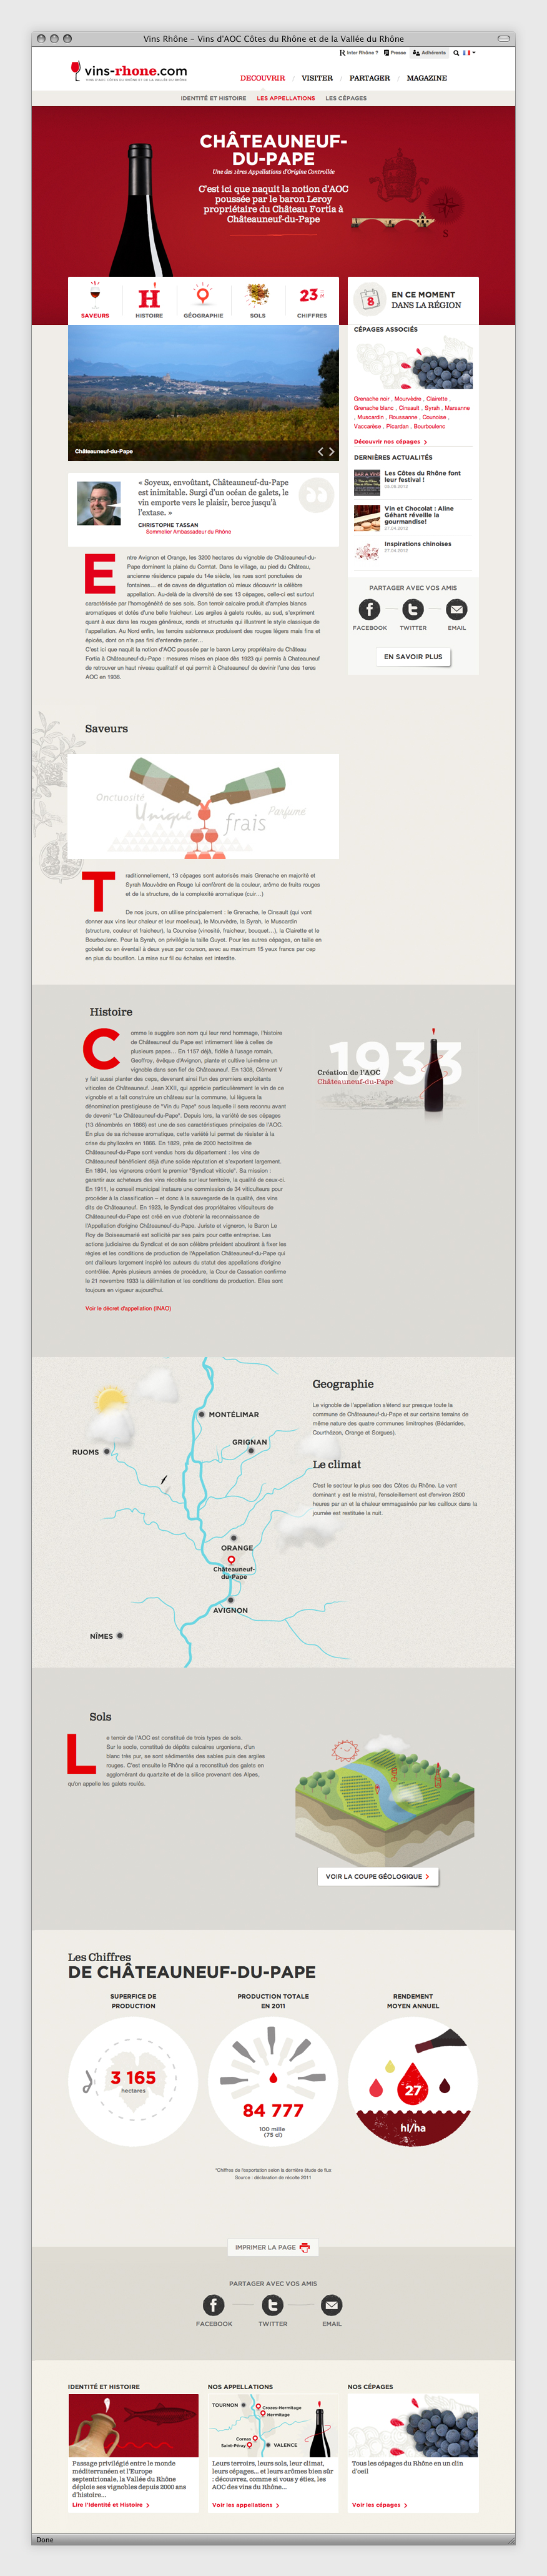 Vins Rhône – Vins d'AOC Côtes du Rhône et de la Vallée du Rhône
Inter Rhône ? Presse Adhérents
vins-rhone.com
VINS D'AOC CÔTES DU RHÔNE ET DE LA VALLÉE DU RHÔNE
DECOUVRIR / VISITER / PARTAGER / MAGAZINE
IDENTITÉ ET HISTOIRE LES APPELLATIONS LES CÉPAGES
CHÂTEAUNEUF-
DU-PAPE
Une des 1ères Appellations d'Origine Controllée
C'est ici que naquit la notion d'AOC
poussée par le baron Leroy
propriétaire du Château Fortia à
Châteauneuf-du-Pape
S
SAVEURS
H
HISTOIRE
GÉOGRAPHIE
SOLS
23
CHIFFRES
8
EN CE MOMENT
DANS LA RÉGION
Châteauneuf-du-Pape
CÉPAGES ASSOCIÉS
Grenache noir , Mourvèdre , Clairette ,
Grenache blanc , Cinsault , Syrah , Marsanne
, Muscardin , Roussanne , Counoise ,
Vaccarèse , Picardan , Bourboulenc
Découvrir nos cépages
DERNIÈRES ACTUALITÉS
Les Côtes du Rhône font
leur festival !
Vin et Chocolat : Aline
Géhant réveille la
gourmandise!
27.04.2012
Inspirations chinoises
27.04.2012
PARTAGER AVEC VOS AMIS
FACEBOOK TWITTER EMAIL
EN SAVOIR PLUS
« Soyeux, envoûtant, Châteauneuf-du-Pape
est inimitable. Surgi d'un océan de galets, le
vin emporte vers le plaisir, berce jusqu'à
l'extase. »
CHRISTOPHE TASSAN
Sommelier Ambassadeur du Rhône
Entre Avignon et Orange, les 3200 hectares du vignoble de Châteauneuf-du-
Pape dominent la plaine du Comtat. Dans le village, au pied du Château,
ancienne résidence papale du 14e siècle, les rues sont ponctuées de
fontaines… et de caves de dégustation où mieux découvrir la célèbre
appellation. Au-delà de la diversité de ses 13 cépages, celle-ci est surtout
caractérisée par l'hétérogénéité de ses sols. Son terroir calcaire produit d'amples blancs
aromatiques et dotés d'une belle fraicheur. Les argiles à galets roulés, au sud, s'expriment
quant à eux dans des rouges généreux, ronds et structurés qui illustrent le style classique de
l'appellation. Au Nord enfin, les terroirs sablonneux produisent des rouges légers mais fins et
épicés, dont on n'a pas fini d'entendre parler…
C'est ici que naquit la notion d'AOC poussée par le baron Leroy propriétaire du Château
Fortia à Châteauneuf-du-Pape : mesures mises en place dès 1923 qui permis à Chateauneuf
de retrouver un haut niveau qualitatif et qui permit à Chateauneuf de devinir l'une des 1eres
AOC en 1936.
Saveurs
Onctuosité
Unique
frais
Parfumé
Traditionnellement, 13 cépages sont autorisés mais Grenache en majorité et
Syrah Mouvèdre en Rouge lui confèrent de la couleur, arôme de fruits rouges
et de la structure, de la complexité aromatique (cuir…)
De nos jours, on utilise principalement : le Grenache, le Cinsault (qui vont
donner aux vins leur chaleur et leur moelleux), le Mourvèdre, la Syrah, le Muscardin
(structure, couleur et fraicheur), la Counoise (vinosité, fraicheur, bouquet…), la Clairette et le
Bourboulenc. Pour la Syrah, on privilégie la taille Guyot. Pour les autres cépages, on taille en
gobelet ou en éventail à deux yeux par courson, avec au maximum 15 yeux francs par cep
en plus du bourillon. La mise sur fil ou échalas est interdite.
Histoire
Comme le suggère son nom qui leur rend hommage, l'histoire
de Châteauneuf du Pape est intimement liée à celles de
plusieurs papes… En 1157 déjà, fidèle à l'usage romain,
Geoffroy, évêque d'Avignon, plante et cultive lui-même un
vignoble dans son fief de Châteauneuf. En 1308, Clément V
y fait aussi planter des ceps, devenant ainsi l'un des premiers exploitants
viticoles de Châteauneuf. Jean XXII, qui apprécie particulièrement le vin de ce
vignoble et a fait construire un château sur la commune, lui léguera la
dénomination prestigieuse de "Vin du Pape" sous laquelle il sera reconnu avant
de devenir "Le Châteauneuf-du-Pape". Depuis lors, la variété de ses cépages
(13 dénombrés en 1866) est une de ses caractéristiques principales de l'AOC.
En plus de sa richesse aromatique, cette variété lui permet de résister à la
crise du phylloxéra en 1866. En 1829, près de 2000 hectolitres de
Châteauneuf-du-Pape sont vendus hors du département : les vins de
Châteauneuf bénéficient déjà d'une solide réputation et s'exportent largement.
En 1894, les vignerons créent le premier "Syndicat viticole". Sa mission :
garantir aux acheteurs des vins récoltés sur leur territoire, la qualité de ceux-ci.
En 1911, le conseil municipal instaure une commission de 34 viticulteurs pour
procéder à la classification – et donc à la sauvegarde de la qualité, des vins
dits de Châteauneuf. En 1923, le Syndicat des propriétaires viticulteurs de
Châteauneuf-du-Pape est créé en vue d'obtenir la reconnaissance de
l'Appellation d'origine Châteauneuf-du-Pape. Juriste et vigneron, le Baron Le
Roy de Boiseaumarié est sollicité par ses pairs pour cette entreprise. Les
actions judiciaires du Syndicat et de son célèbre président aboutiront à fixer les
règles et les conditions de production de l'Appellation Châteauneuf-du-Pape qui
ont d'ailleurs largement inspiré les auteurs du statut des appellations d'origine
contrôlée. Après plusieurs années de procédure, la Cour de Cassation confirme
le 21 novembre 1933 la délimitation et les conditions de production. Elles sont
toujours en vigueur aujourd'hui.
Voir le décret d'appellation (INAO)
1933
Création de l'AOC
Châteauneuf-du-Pape
Geographie
Le vignoble de l'appellation s'étend sur presque toute la
commune de Châteauneuf-du-Pape et sur certains terrains de
même nature des quatre communes limitrophes (Bédarrides,
Courthézon, Orange et Sorgues).
Le climat
C'est le secteur le plus sec des Côtes du Rhône. Le vent
dominant y est le mistral, l'ensoleillement est d'environ 2800
heures par an et la chaleur emmagasinée par les cailloux dans la
journée est restituée la nuit.
MONTÉLIMAR
GRIGNAN
RUOMS
ORANGE
Châteauneuf-
du-Pape
AVIGNON
NÎMES
Sols
Le terroir de l'AOC est constitué de trois types de sols.
Sur le socle, constitué de dépôts calcaires urgoniens, d'un
blanc très pur, se sont sédimentés des sables puis des argiles
rouges. C'est ensuite le Rhône qui a reconstitué des galets en
agglomérant du quartzite et de la silice provenant des Alpes,
qu'on appelle les galets roulés.
VOIR LA COUPE GÉOLOGIQUE
Les Chiffres
DE CHÂTEAUNEUF-DU-PAPE
SUPERFICE DE
PRODUCTION
3 165
hectares
PRODUCTION TOTALE
EN 2011
84 777
100 mille
(75 cl)
RENDEMENT
MOYEN ANNUEL
27
hl/ha
*Chiffres de l'exportation selon la dernière étude de flux
Source : déclaration de récolte 2011
IMPRIMER LA PAGE
PARTAGER AVEC VOS AMIS
FACEBOOK TWITTER EMAIL
IDENTITÉ ET HISTOIRE
Passage privilégié entre le monde
méditerranéen et l'Europe
septentrionale, la Vallée du Rhône
déploie ses vignobles depuis 2000 ans
d'histoire...
Lire l'Identité et Histoire
NOS APPELLATIONS
TOURNON
Crozes-Hermitage
Hermitage
Cornas
Saint-Péray
VALENCE
Leurs terroirs, leurs sols, leur climat,
leurs cépages... et leurs arômes bien sûr
: découvrez, comme si vous y étiez, les
AOC des vins du Rhône...
Voir les appellations
NOS CÉPAGES
Tous les cépages du Rhône en un clin
d'oeil
Voir les cépages
Done